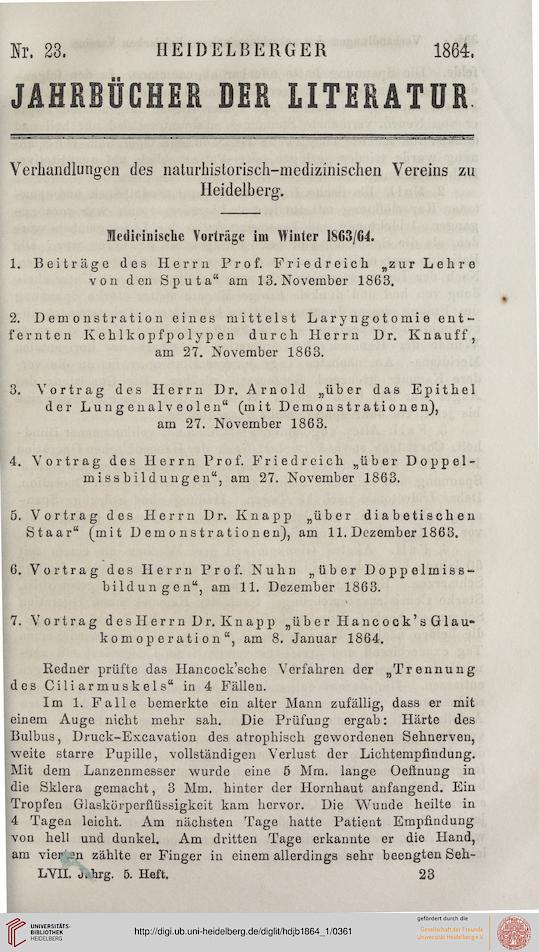 Nr. 23. HEIDELBERGER 1864.
JAHRBÜCHER DER LITERATUR.
Verhandlungen des naturhistorisch-medizinischen Vereins zu
Heidelberg.
Medicinische Vorträge im Winter 1863/64.
1. Beiträge des Herrn Prof. Friedreich „zur Lehre
von den Sputa“ am 13. November 1863.
2. Demonstration eines mittelst Laryngotomie ent-
fernten Kehlkopfpolypen durch Herrn Dr. Knauff,
am 27. November 1863.
3. Vortrag des Herrn Dr. Arnold „über das Epithel
der Lungenalveolen“ (mit Demonstrationen),
am 27. November 1863.
4. Vortrag des Herrn Prof. Friedreich „über Doppel-
missbildungen“, am 27. November 1863.
5. Vortrag des Herrn Dr. Knapp „über diabetischen
Staar“ (mit Demonstrationen), am 11. Dezember 1863.
6. Vortrag des Herrn Prof. Nuhn „über Doppelmiss-
bildungen“, am 11. Dezember 1863.
7. Vortrag des Herrn Dr. Knapp „über Hancock's Glau-
komoperation“, am 8. Januar 1864.
Redner prüfte das Hancock'sche Verfahren der „Trennung
des Ciliarmuskels“ in 4 Fällen.
Im 1. Falle bemerkte ein alter Mann zufällig, dass er mit
einem Auge nicht mehr sah. Die Prüfung ergab: Härte des
Bulbus, Druck-Excavation des atrophisch gewordenen Sehnerven,
weite starre Pupille, vollständigen Verlust der Lichtempfindung.
Mit dem Lanzenmesser wurde eine 5 Mm. lange Oeffnung in
die Sklera gemacht, 3 Mm. hinter der Hornhaut anfangend. Ein
Tropfen Glaskörperflüssigkeit kam hervor. Die Wunde heilte in
4 Tagen leicht. Am nächsten Tage hatte Patient Empfindung
von hell und dunkel. Am dritten Tage erkannte er die Hand,
am vierten zählte er Finger in einem allerdings sehr beengten Seh-
LVII. Jahrg. 5. Heft. 23
UNIVERSITÄTS-
BIBLIOTHEK
HEIDELBERG
http://digi.ub.uni-heidelberg.de/diglit/hdjb1864_1/0361
gefördert durch die
Gesellschaft der Freunde
Universität Heidelberg e.V.